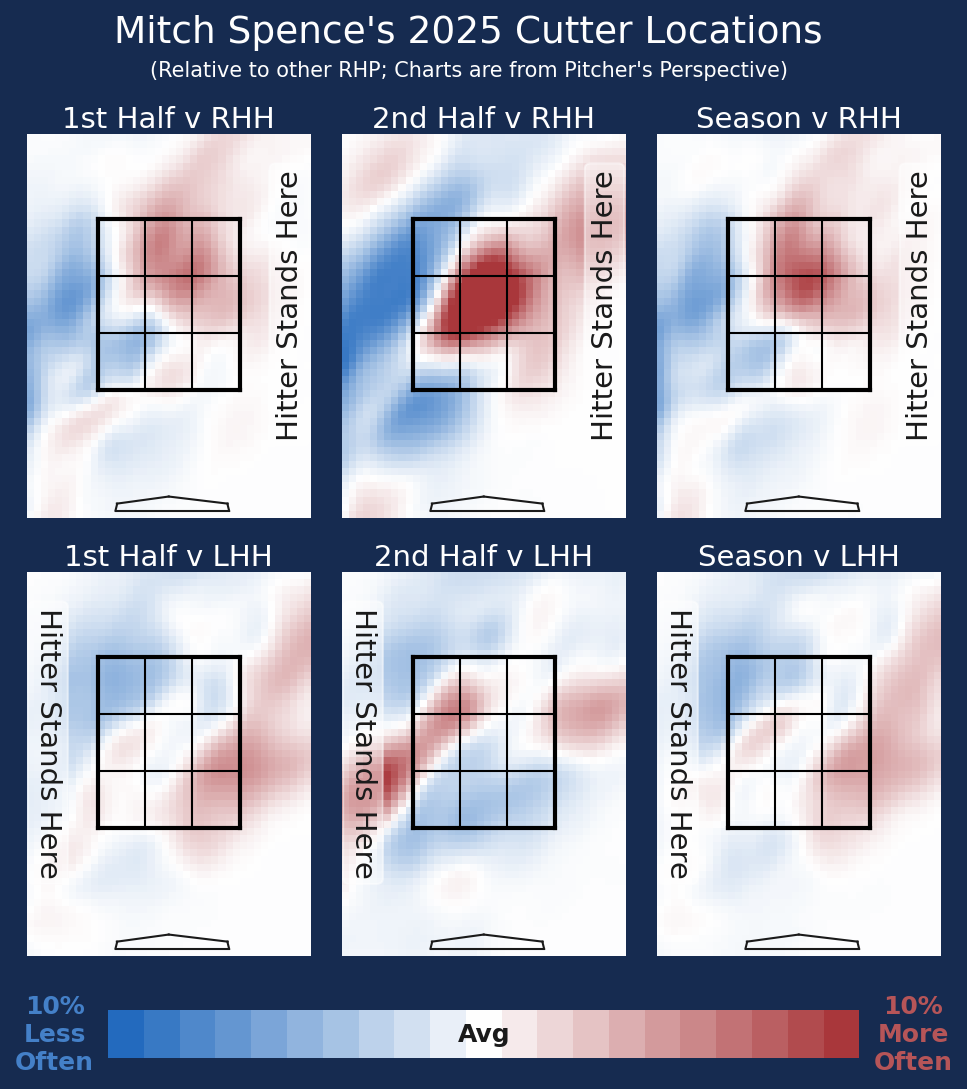 Mitch Spence's 2025 Cutter Locations
(Relative to other RHP; Charts are from Pitcher's Perspective)
1st Half v RHH
2nd Half v RHH
Season v RHH
Hitter Stands Here
Hitter Stands Here
Hitter Stands Here
1st Half v LHH
2nd Half v LHH
Season v LHH
Hitter Stands Here
Hitter Stands Here
Hitter Stands Here
10%
Less
Often
Avg
10%
More
Often